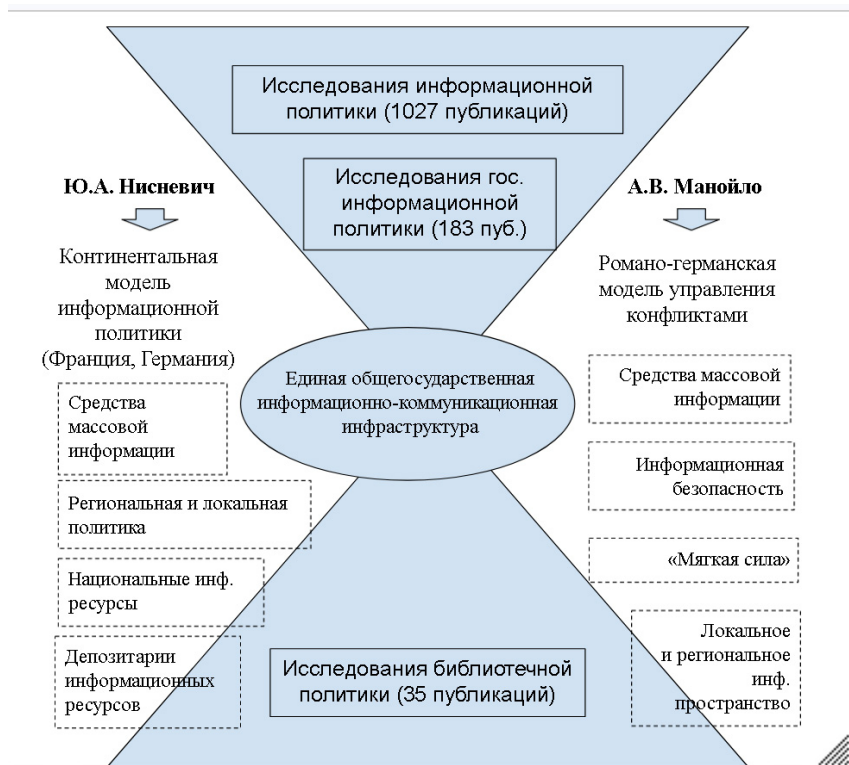 Исследования информационной
политики (1027 публикаций)
Исследования гос.
информационной
политики (183 пуб.)
Ю.А. Нисневич
Континентальная
модель
информационной
политики
(Франция, Германия)
Средства
массовой
информации
Региональная и локальная
политика
Национальные инф.
ресурсы
Депозитарии
информационных
ресурсов
Единая общегосударственная
информационно-коммуникационная
инфраструктура
Исследования библиотечной
политики (35 публикаций)
А.В. Манойло
Романо-германская
модель управления
конфликтами
Средства массовой
информации
Информационная
безопасность
«Мягкая сила»
Локальное
и региональное
инф.
пространство